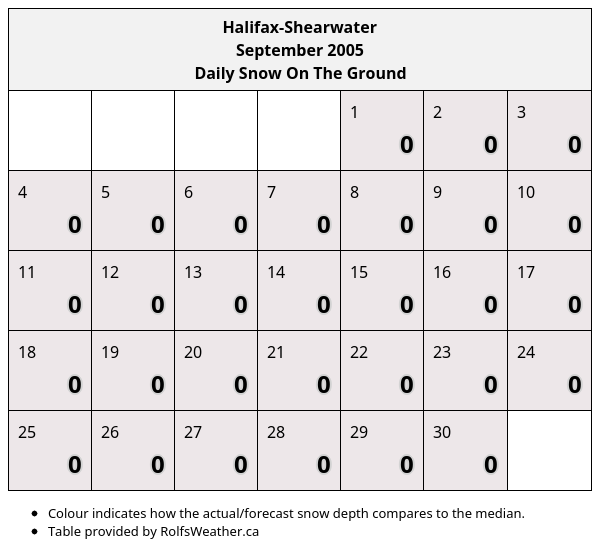 Halifax-Shearwater
September 2005
Daily Snow On The Ground
1 2 3
0 0 0
4 5 6 7 8 9 10
0 0 0 0 0 0 0
11 12 13 14 15 16 17
0 0 0 0 0 0 0
18 19 20 21 22 23 24
0 0 0 0 0 0 0
25 26 27 28 29 30
0 0 0 0 0 0
• Colour indicates how the actual/forecast snow depth compares to the median.
• Table provided by RolfsWeather.ca